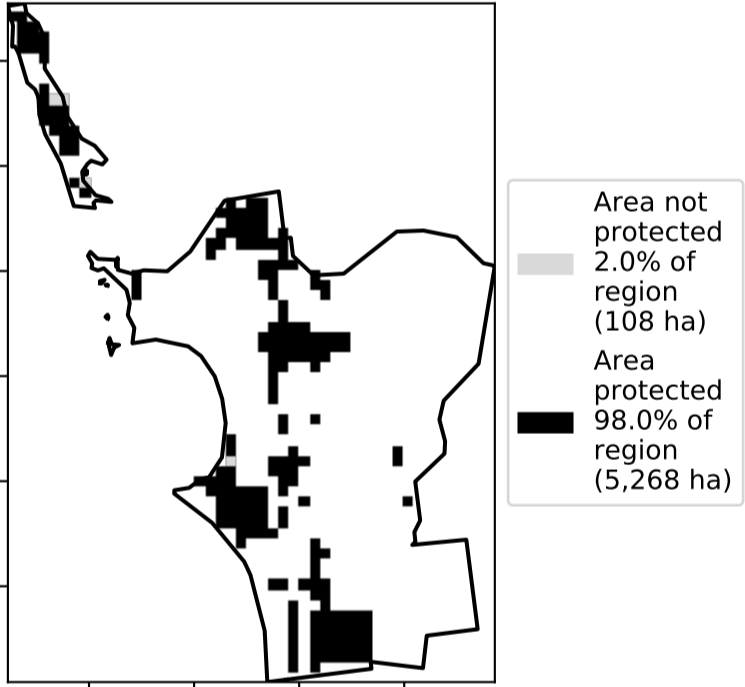 Area not
protected
2.0% of
region
(108 ha)
Area
protected
98.0% of
region
(5,268 ha)